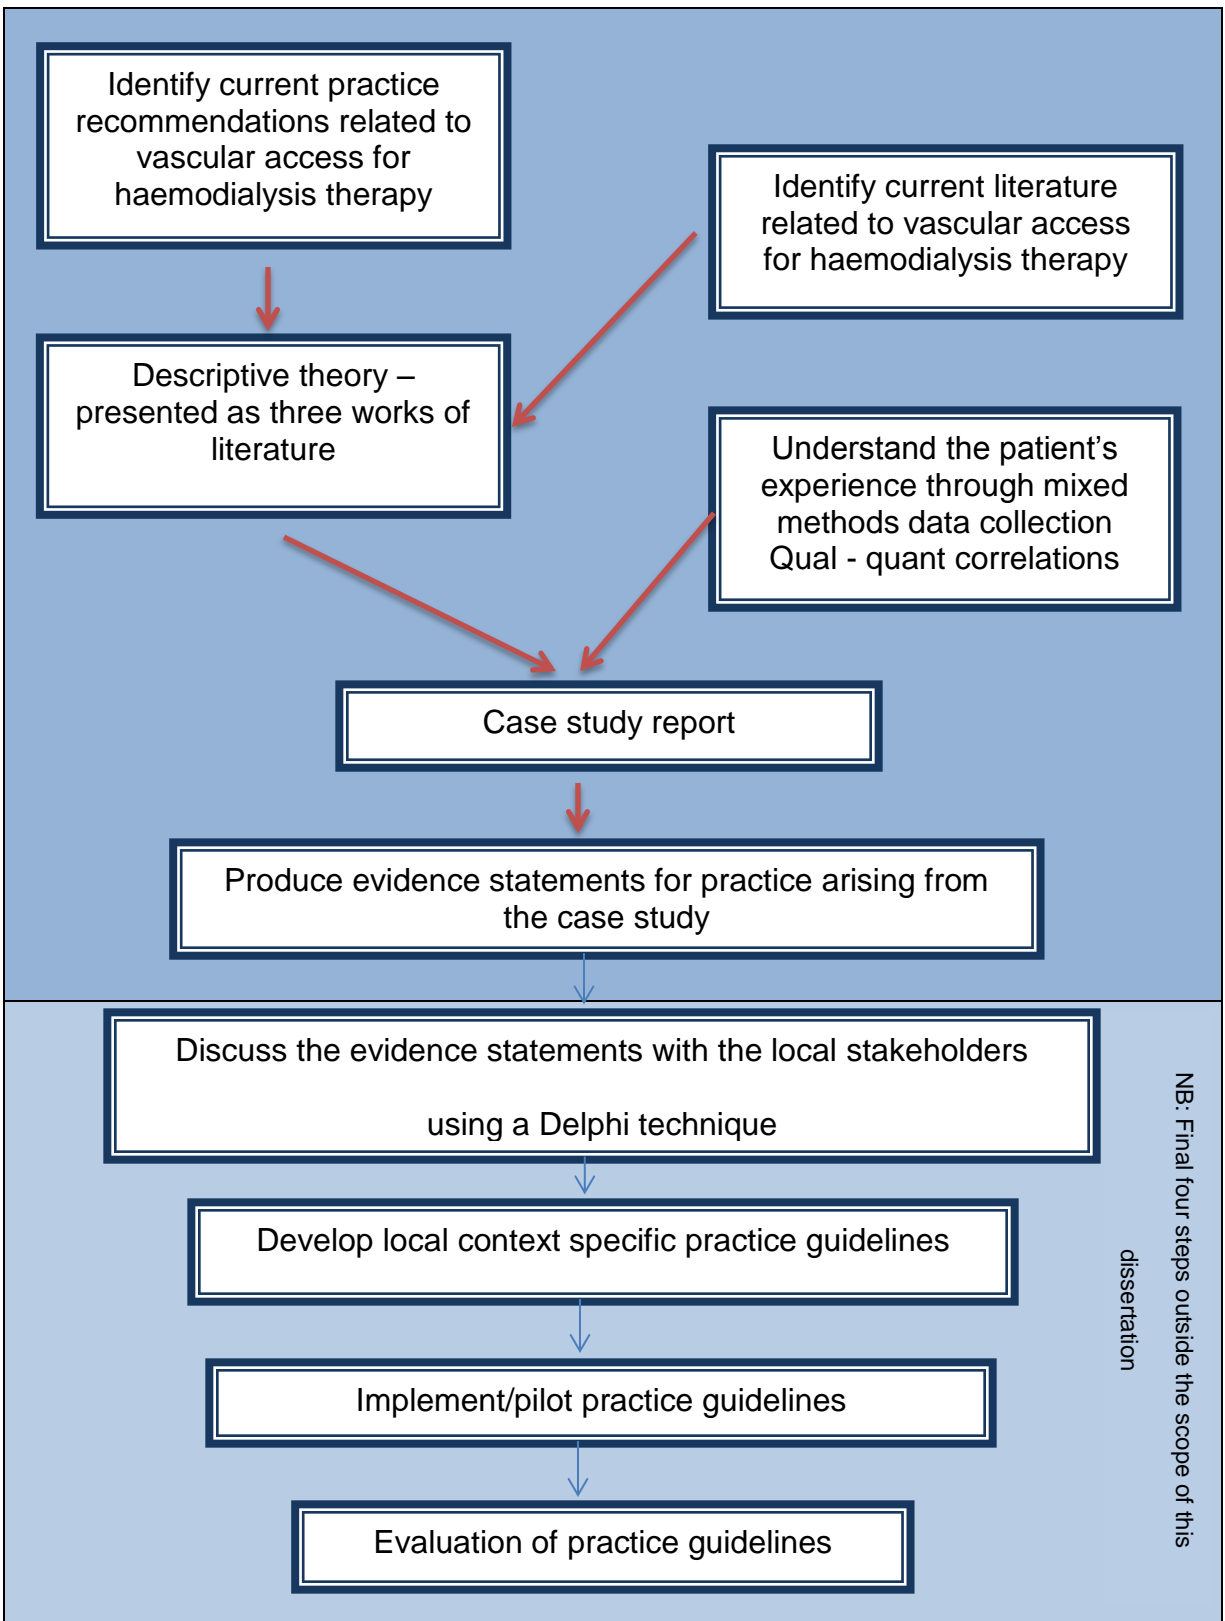 Identify current practice
recommendations related to
vascular access for
haemodialysis therapy
Identify current literature
related to vascular access
for haemodialysis therapy
Descriptive theory –
presented as three works of
literature
Understand the patient’s
experience through mixed
methods data collection
Qual - quant correlations
Case study report
Produce evidence statements for practice arising from
the case study
Discuss the evidence statements with the local stakeholders
using a Delphi technique
Develop local context specific practice guidelines
Implement/pilot practice guidelines
Evaluation of practice guidelines
NB: Final four steps outside the scope of this
dissertation